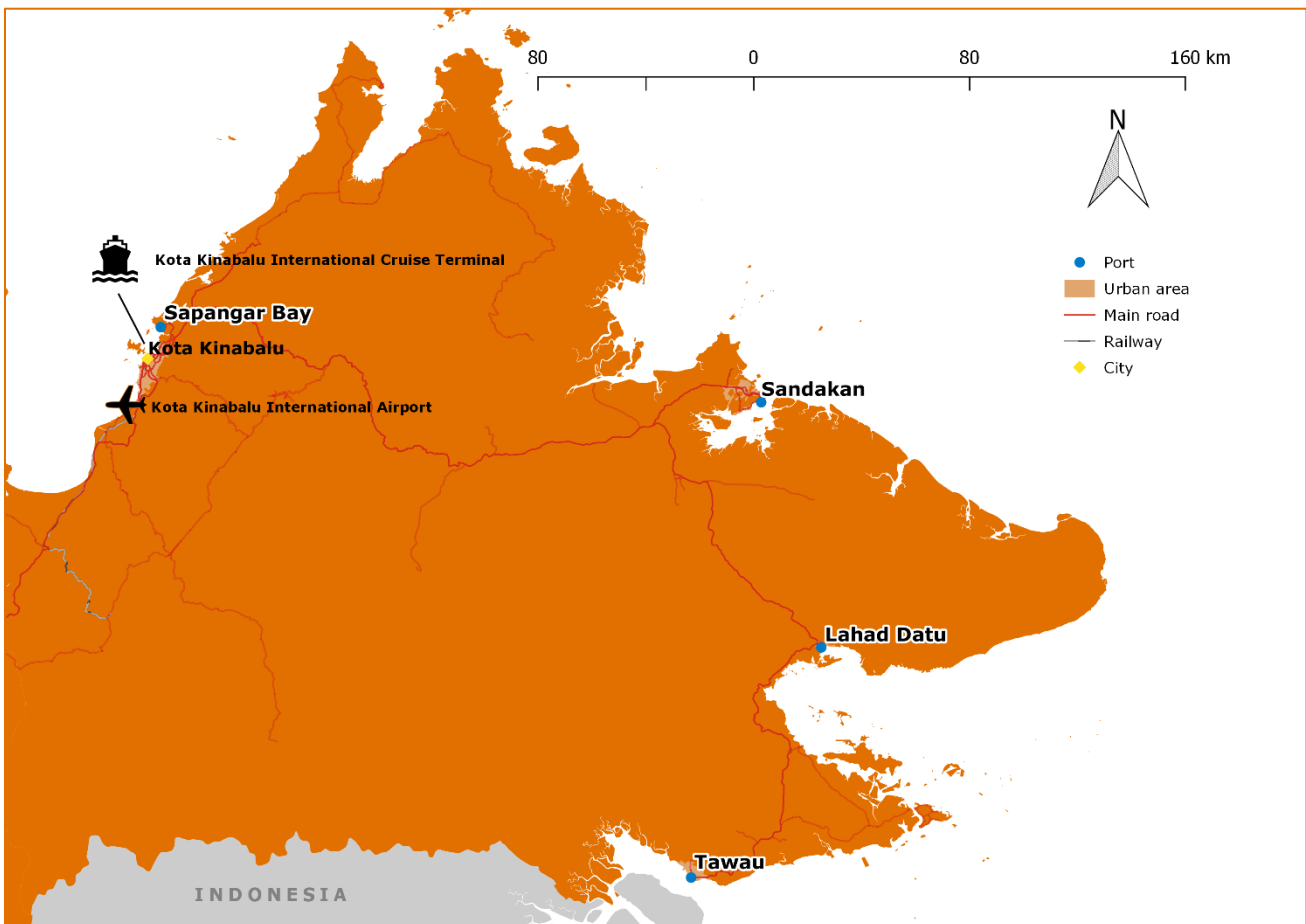 80 0 80 160 km
N
Kota Kinabalu International Cruise Terminal
Port
Urban area
Main road
Railway
City
Sapangar Bay
Kota Kinabalu
Sandakan
Kota Kinabalu International Airport
Lahad Datu
Tawau
INDONESIA